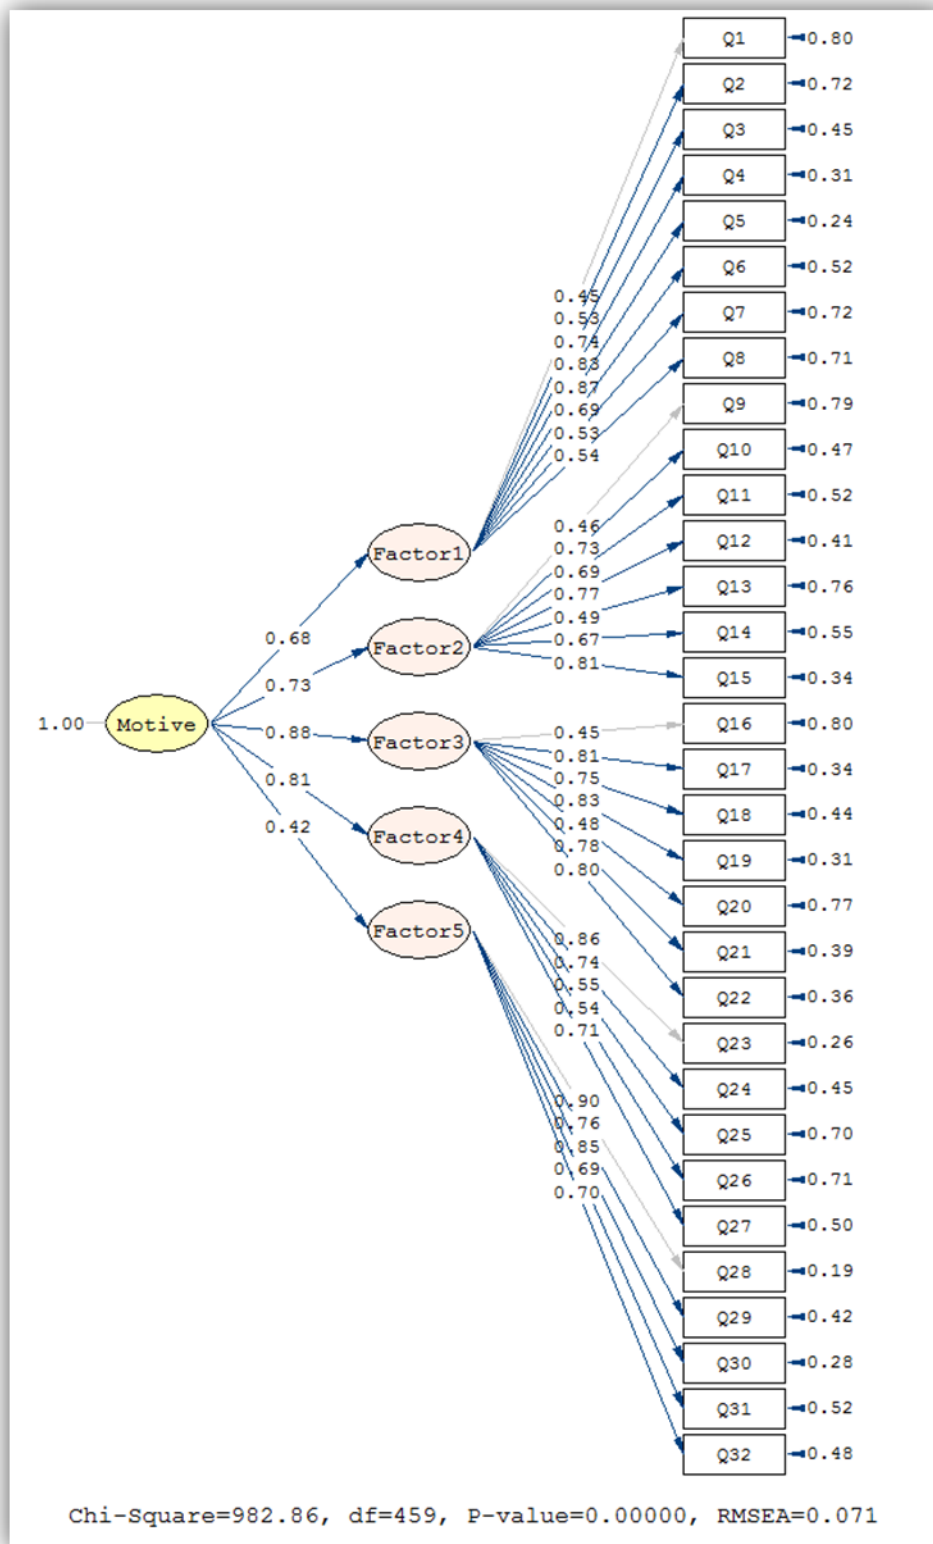 Q1 0.80
Q2 0.72
Q3 0.45
Q4 0.31
Q5 0.24
Q6 0.52
0.45
Q7 0.72
0.53
0.74
Q8 0.71
0.83
0.87
Q9 0.79
0.69
0.53
Q10 0.47
0.54
Q11 0.52
0.46
Q12 0.41
0.73
Factor1
0.69
Q13 0.76
0.77
0.49
Q14 0.55
0.68
0.67
Factor2
0.81
Q15 0.34
0.73
1.00 Motive
Q16 0.80
0.88
0.45
Factor3
0.81
Q17 0.34
0.81
0.75
0.83
Q18 0.44
0.42
0.48
Factor4
0.78
Q19 0.31
0.80
Q20 0.77
Factor5
0.86
Q21 0.39
0.74
0.55
Q22 0.36
0.54
0.71
Q23 0.26
Q24 0.45
0.90
0.76
Q25 0.70
0.85
0.69
Q26 0.71
0.70
Q27 0.50
Q28 0.19
Q29 0.42
Q30 0.28
Q31 0.52
Q32 0.48
Chi-Square=982.86, df=459, P-value=0.00000, RMSEA=0.071